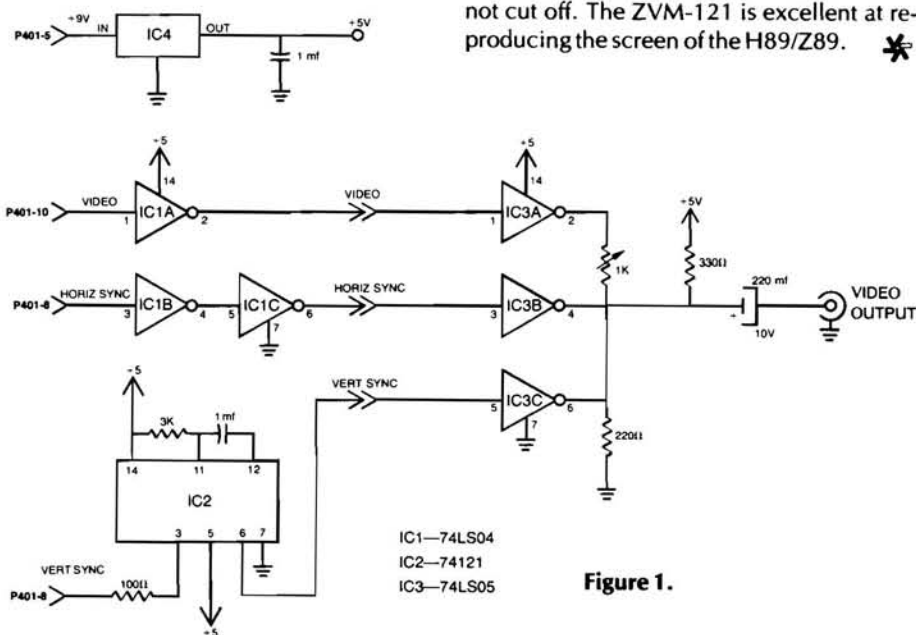 not cut off. The ZVM-121 is excellent at re-
producing the screen of the H89/Z89.
+9V
P401-5
IN
IC4
OUT
+5V
1 mf
+5
14
P401-10
VIDEO
1
IC1A
2
VIDEO
+5
14
1
IC3A
2
1K
+5V
330Ω
220 mf
+
10V
VIDEO
OUTPUT
P401-8
HORIZ SYNC
3
IC1B
4
5
IC1C
6
7
HORIZ SYNC
3
IC3B
4
VERT SYNC
5
IC3C
6
7
220Ω
+5
3K
1 mf
14
11
12
IC2
3
5
6
7
VERT SYNC
P401-8
100Ω
+5
IC1—74LS04
IC2—74121
IC3—74LS05
Figure 1.